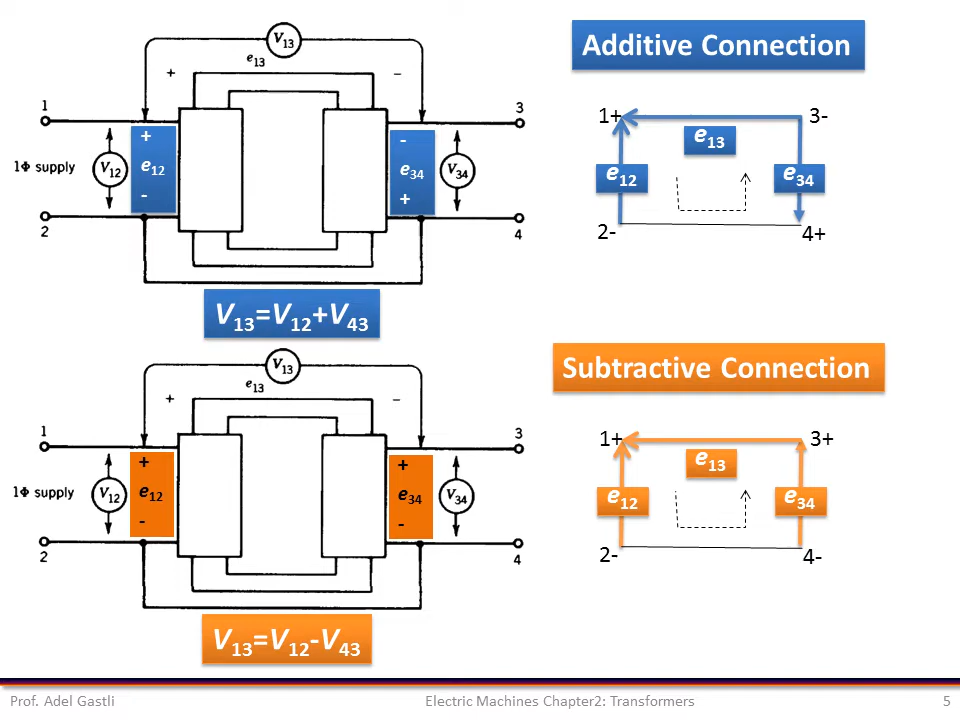 V13
e13
+ −
1
3
+
e12
-
-
e34
+
1Φ supply
V12
V34
2
4
V13=V12+V43
Additive Connection
1+
3-
e13
e12
e34
2-
4+
V13
e13
+ −
1
3
+
e12
-
+
e34
-
1Φ supply
V12
V34
2
4
V13=V12-V43
Subtractive Connection
1+
3+
e13
e12
e34
2-
4-
Prof. Adel Gastli
Electric Machines Chapter2: Transformers
5